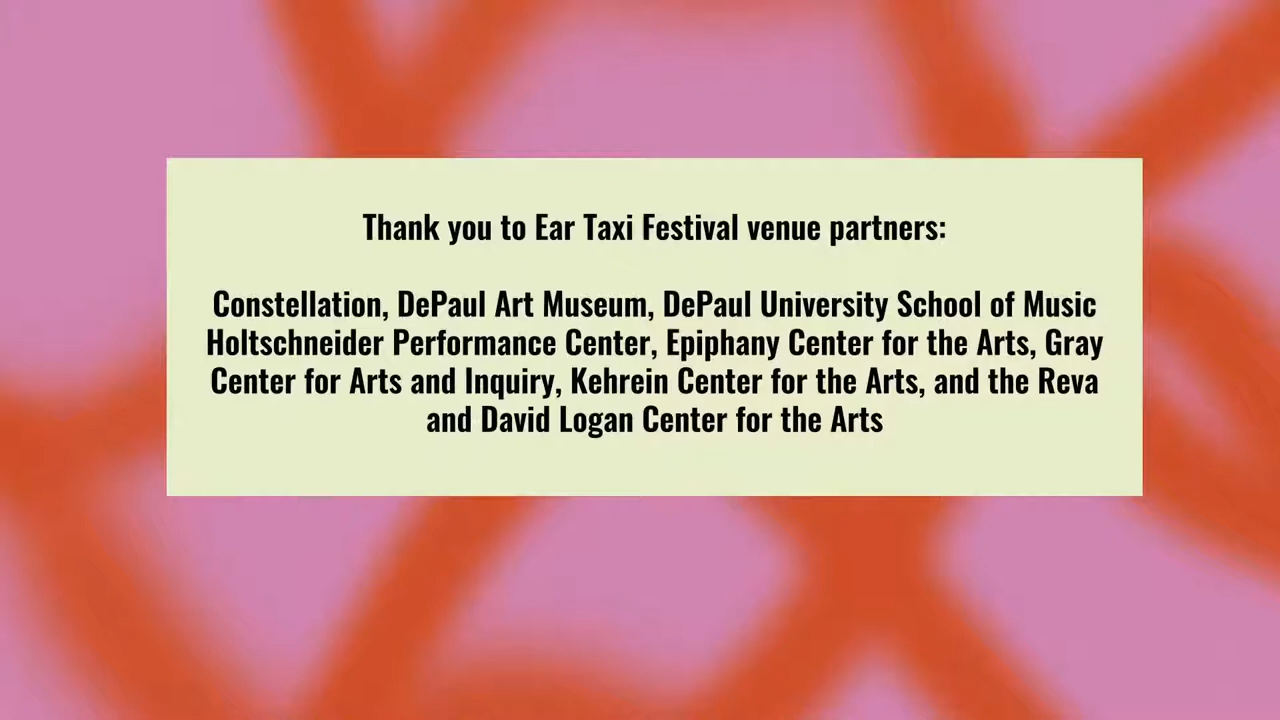 Thank you to Ear Taxi Festival venue partners:
Constellation, DePaul Art Museum, DePaul University School of Music
Holtschneider Performance Center, Epiphany Center for the Arts, Gray
Center for Arts and Inquiry, Kehrein Center for the Arts, and the Reva
and David Logan Center for the Arts